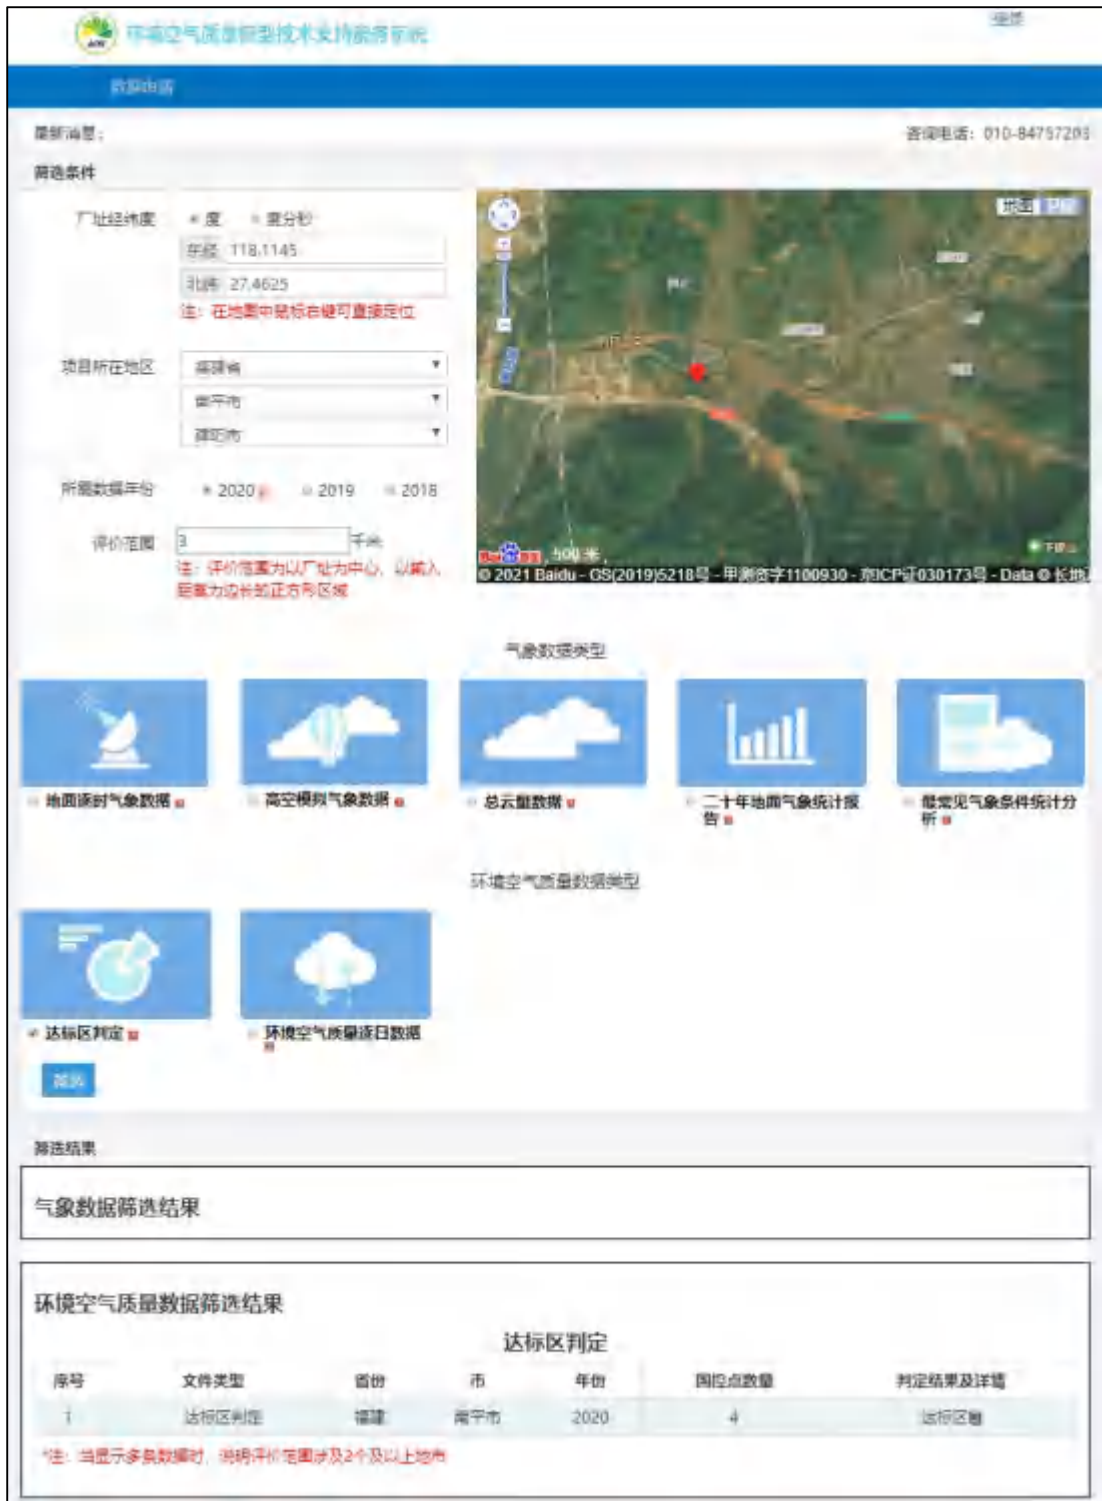 环境空气质量模型技术支持服务系统
登录
数据申请
最新消息：
咨询电话：010-84757203
筛选条件
厂址经纬度
度 度分秒
东经 118.1145
北纬 27.4625
注：在地图中鼠标右键可直接定位
项目所在地区
福建省
南平市
建阳市
所需数据年份
2020 2019 2018
评价范围
3 千米
注：评价范围为以厂址为中心，以输入
距离为边长的正方形区域
地图
500 米
© 2021 Baidu - GS(2019)5218号 - 甲测资字1100930 - 京ICP证030173号 - Data © 长地
气象数据类型
地面逐时气象数据
高空模拟气象数据
总云量数据
二十年地面气象统计报
告
最常见气象条件统计分
析
环境空气质量数据类型
达标区判定
环境空气质量逐日数据
筛选
筛选结果
气象数据筛选结果
环境空气质量数据筛选结果
达标区判定
序号 文件类型 省份 市 年份 国控点数量 判定结果及详情
1 达标区判定 福建 南平市 2020 4 达标区
*注：当显示多条数据时，说明评价范围涉及2个及以上地市